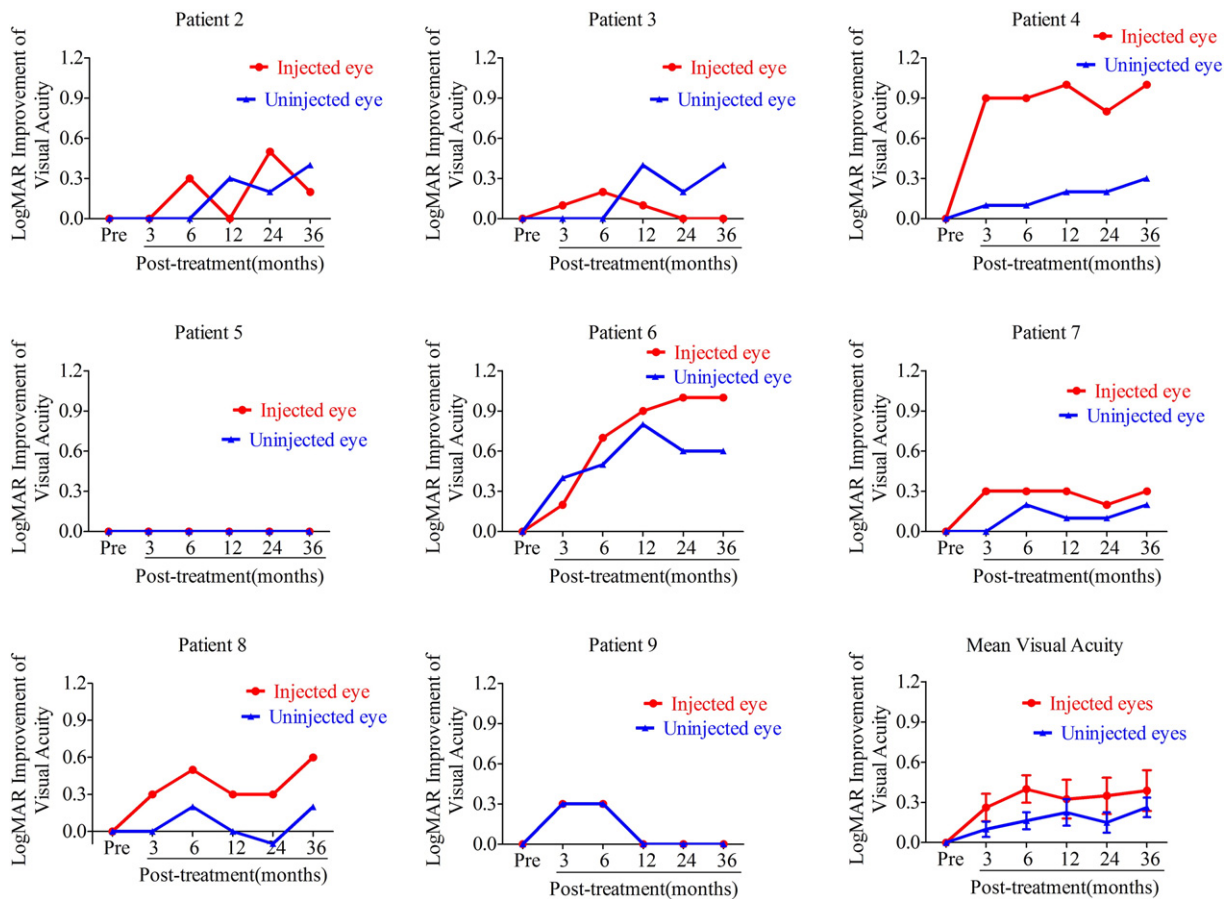 Patient 2
LogMAR Improvement of
Visual Acuity
1.2
0.9
0.6
0.3
0.0
Injected eye
Uninjected eye
Pre 3 6 12 24 36
Post-treatment(months)
Patient 3
LogMAR Improvement of
Visual Acuity
1.2
0.9
0.6
0.3
0.0
Injected eye
Uninjected eye
Pre 3 6 12 24 36
Post-treatment(months)
Patient 4
LogMAR Improvement of
Visual Acuity
1.2
0.9
0.6
0.3
0.0
Injected eye
Uninjected eye
Pre 3 6 12 24 36
Post-treatment(months)
Patient 5
LogMAR Improvement of
Visual Acuity
1.2
0.9
0.6
0.3
0.0
Injected eye
Uninjected eye
Pre 3 6 12 24 36
Post-treatment(months)
Patient 6
LogMAR Improvement of
Visual Acuity
1.2
0.9
0.6
0.3
0.0
Injected eye
Uninjected eye
Pre 3 6 12 24 36
Post-treatment(months)
Patient 7
LogMAR Improvement of
Visual Acuity
1.2
0.9
0.6
0.3
0.0
Injected eye
Uninjected eye
Pre 3 6 12 24 36
Post-treatment(months)
Patient 8
LogMAR Improvement of
Visual Acuity
1.2
0.9
0.6
0.3
0.0
Injected eye
Uninjected eye
Pre 3 6 12 24 36
Post-treatment(months)
Patient 9
LogMAR Improvement of
Visual Acuity
1.2
0.9
0.6
0.3
0.0
Injected eye
Uninjected eye
Pre 3 6 12 24 36
Post-treatment(months)
Mean Visual Acuity
LogMAR Improvement of
Visual Acuity
1.2
0.9
0.6
0.3
0.0
Injected eyes
Uninjected eyes
Pre 3 6 12 24 36
Post-treatment(months)